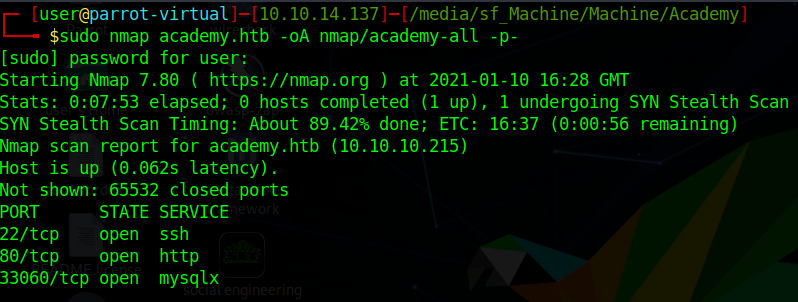 [user@parrot-virtual]─[10.10.14.137]─[/media/sf_Machine/Machine/Academy]
$sudo nmap academy.htb -oA nmap/academy-all -p-
[sudo] password for user:
Starting Nmap 7.80 ( https://nmap.org ) at 2021-01-10 16:28 GMT
Stats: 0:07:53 elapsed; 0 hosts completed (1 up), 1 undergoing SYN Stealth Scan
SYN Stealth Scan Timing: About 89.42% done; ETC: 16:37 (0:00:56 remaining)
Nmap scan report for academy.htb (10.10.10.215)
Host is up (0.062s latency).
Not shown: 65532 closed ports
PORT      STATE SERVICE
22/tcp    open  ssh
80/tcp    open  http
33060/tcp open  mysqlx
README.license
social engineering